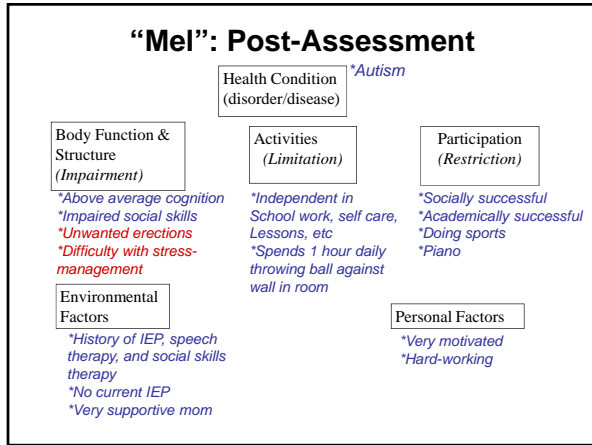 “Mel”: Post-Assessment
Health Condition
(disorder/disease)
*Autism
Body Function &
Structure
(Impairment)
*Above average cognition
*Impaired social skills
*Unwanted erections
*Difficulty with stress-
management
Activities
(Limitation)
*Independent in
School work, self care,
Lessons, etc
*Spends 1 hour daily
throwing ball against
wall in room
Participation
(Restriction)
*Socially successful
*Academically successful
*Doing sports
*Piano
Environmental
Factors
*History of IEP, speech
therapy, and social skills
therapy
*No current IEP
*Very supportive mom
Personal Factors
*Very motivated
*Hard-working